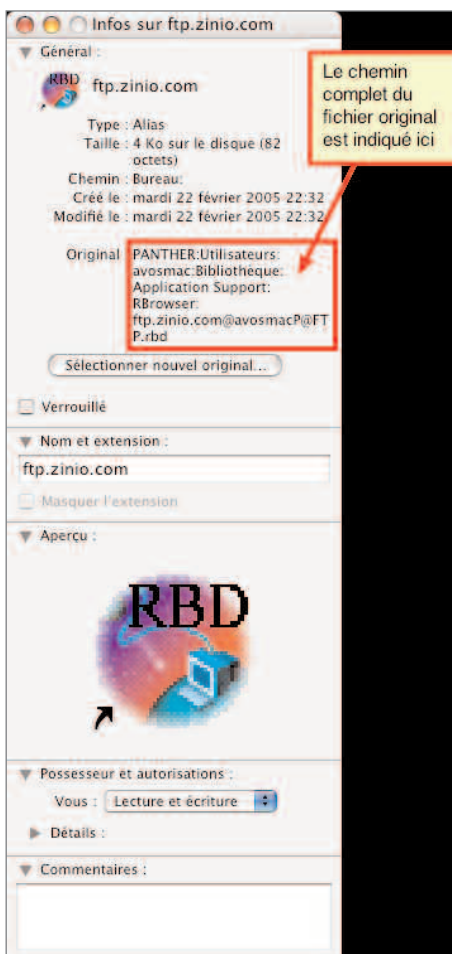 Infos sur ftp.zinio.com
Général :
RBD
ftp.zinio.com
Type : Alias
Taille : 4 Ko sur le disque (82
octets)
Chemin : Bureau:
Créé le : mardi 22 février 2005 22:32
Modifié le : mardi 22 février 2005 22:32
Original : PANTHER:Utilisateurs:
avosmac:Bibliothèque:
Application Support:
RBrowser:
ftp.zinio.com@avosmacP@FT
P.rbd
Le chemin
complet du
fichier original
est indiqué ici
Sélectionner nouvel original...
Verrouillé
Nom et extension :
ftp.zinio.com
Masquer l'extension
Aperçu :
RBD
Possesseur et autorisations :
Vous : Lecture et écriture
Détails :
Commentaires :